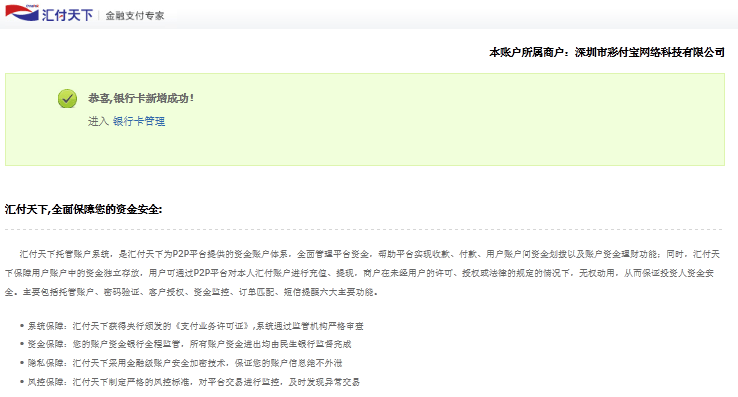 汇付天下 | 金融支付专家
本账户所属商户：深圳市彩付宝网络科技有限公司
恭喜,银行卡新增成功!
进入 银行卡管理
汇付天下,全面保障您的资金安全:
汇付天下托管账户系统，是汇付天下为P2P平台提供的资金账户体系，全面管理平台资金，帮助平台实现收款、付款、用户账户间资金划拨以及账户资金理财功能；同时，汇付天
下保障用户账户中的资金独立存放，用户可通过P2P平台对本人汇付账户进行充值、提现，商户在未经用户的许可、授权或法律的规定的情况下，无权动用，从而保证投资人资金安
全。主要包括托管账户、密码验证、客户授权、资金监控、订单匹配、短信提醒六大主要功能。
• 系统保障：汇付天下获得央行颁发的《支付业务许可证》,系统通过监管机构严格审查
• 资金保障：您的账户资金银行全程监管，所有账户资金进出均由民生银行监督完成
• 隐私保障：汇付天下采用金融级账户安全加密技术，保证您的账户信息绝不外泄
• 风控保障：汇付天下制定严格的风控标准，对平台交易进行监控，及时发现异常交易